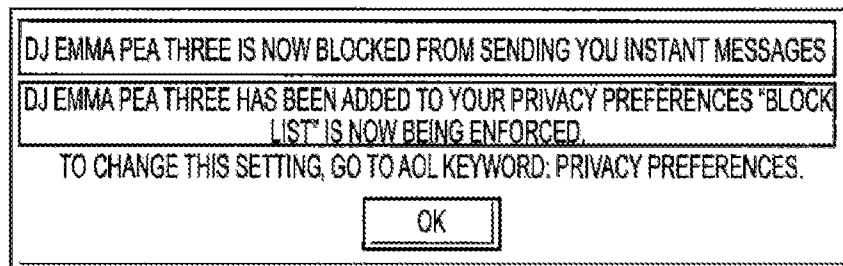 DJ EMMA PEA THREE IS NOW BLOCKED FROM SENDING YOU INSTANT MESSAGES
DJ EMMA PEA THREE HAS BEEN ADDED TO YOUR PRIVACY PREFERENCES "BLOCK
LIST" IS NOW BEING ENFORCED.
TO CHANGE THIS SETTING, GO TO AOL KEYWORD: PRIVACY PREFERENCES.
OK